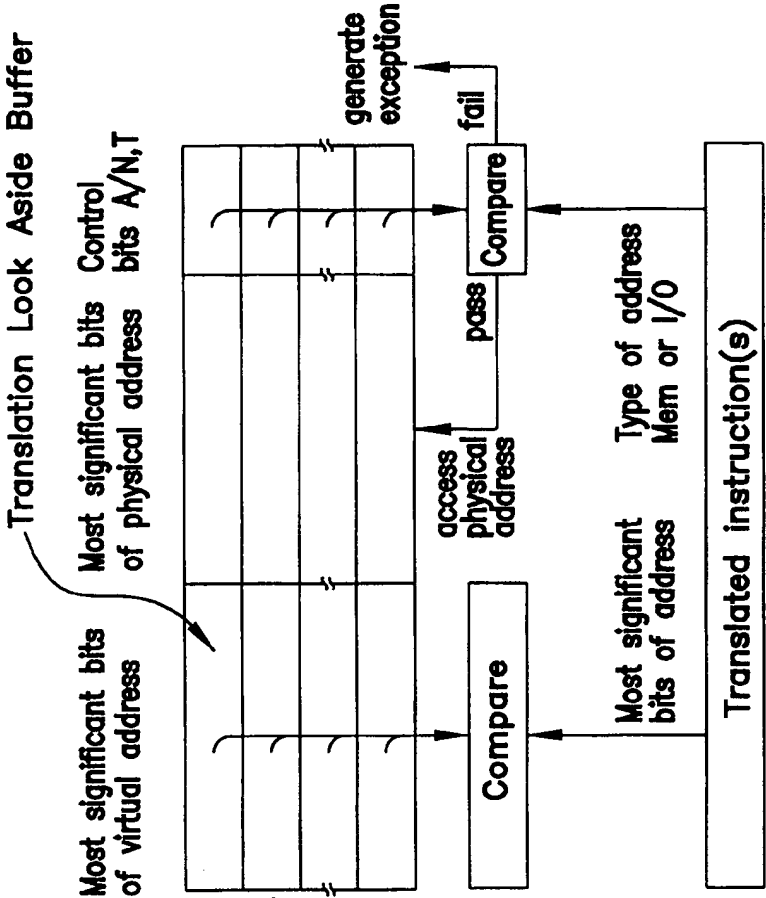 Translation Look Aside Buffer
Most significant bits
of virtual address
Most significant bits
of physical address
Control
bits A/N,T
Compare
access
physical
address
pass
Compare
fail
generate
exception
Most significant
bits of address
Type of address
Mem or I/O
Translated instruction(s)